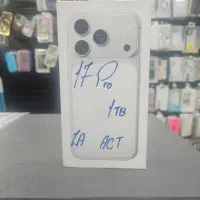 17 Pro
1TB
ZA ACT